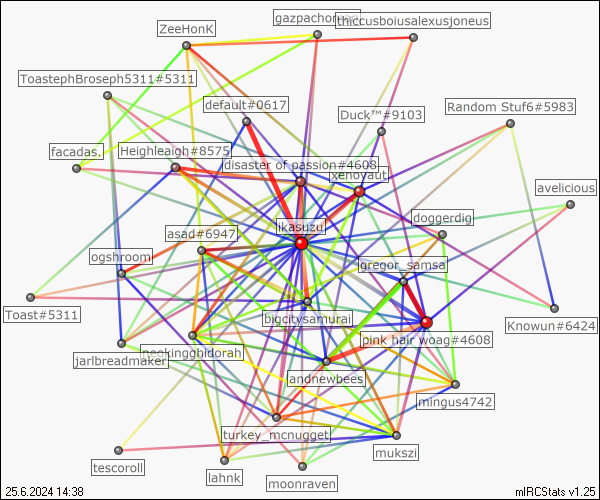 gazpachoman
thiccusboiusalexusjoneus
ZeeHonK
ToastephBroseph5311#5311
default#0617
Duck™#9103
Random Stuf6#5983
facadas.
Heighleaigh#8575
disaster of passion#4608
xenoyaut
avelicious
asad#6947
ikasuzu
doggerdig
ogshroom
gregor_samsa
Toast#5311
bigcitysamurai
Knowun#6424
jarlbreadmaker
neckingghidorah
pink hair woag#4608
andnewbees
mingus4742
turkey_mcnugget
mukszi
tescoroll
lahnk
moonraven
25.6.2024 14:38
mIRCStats v1.25